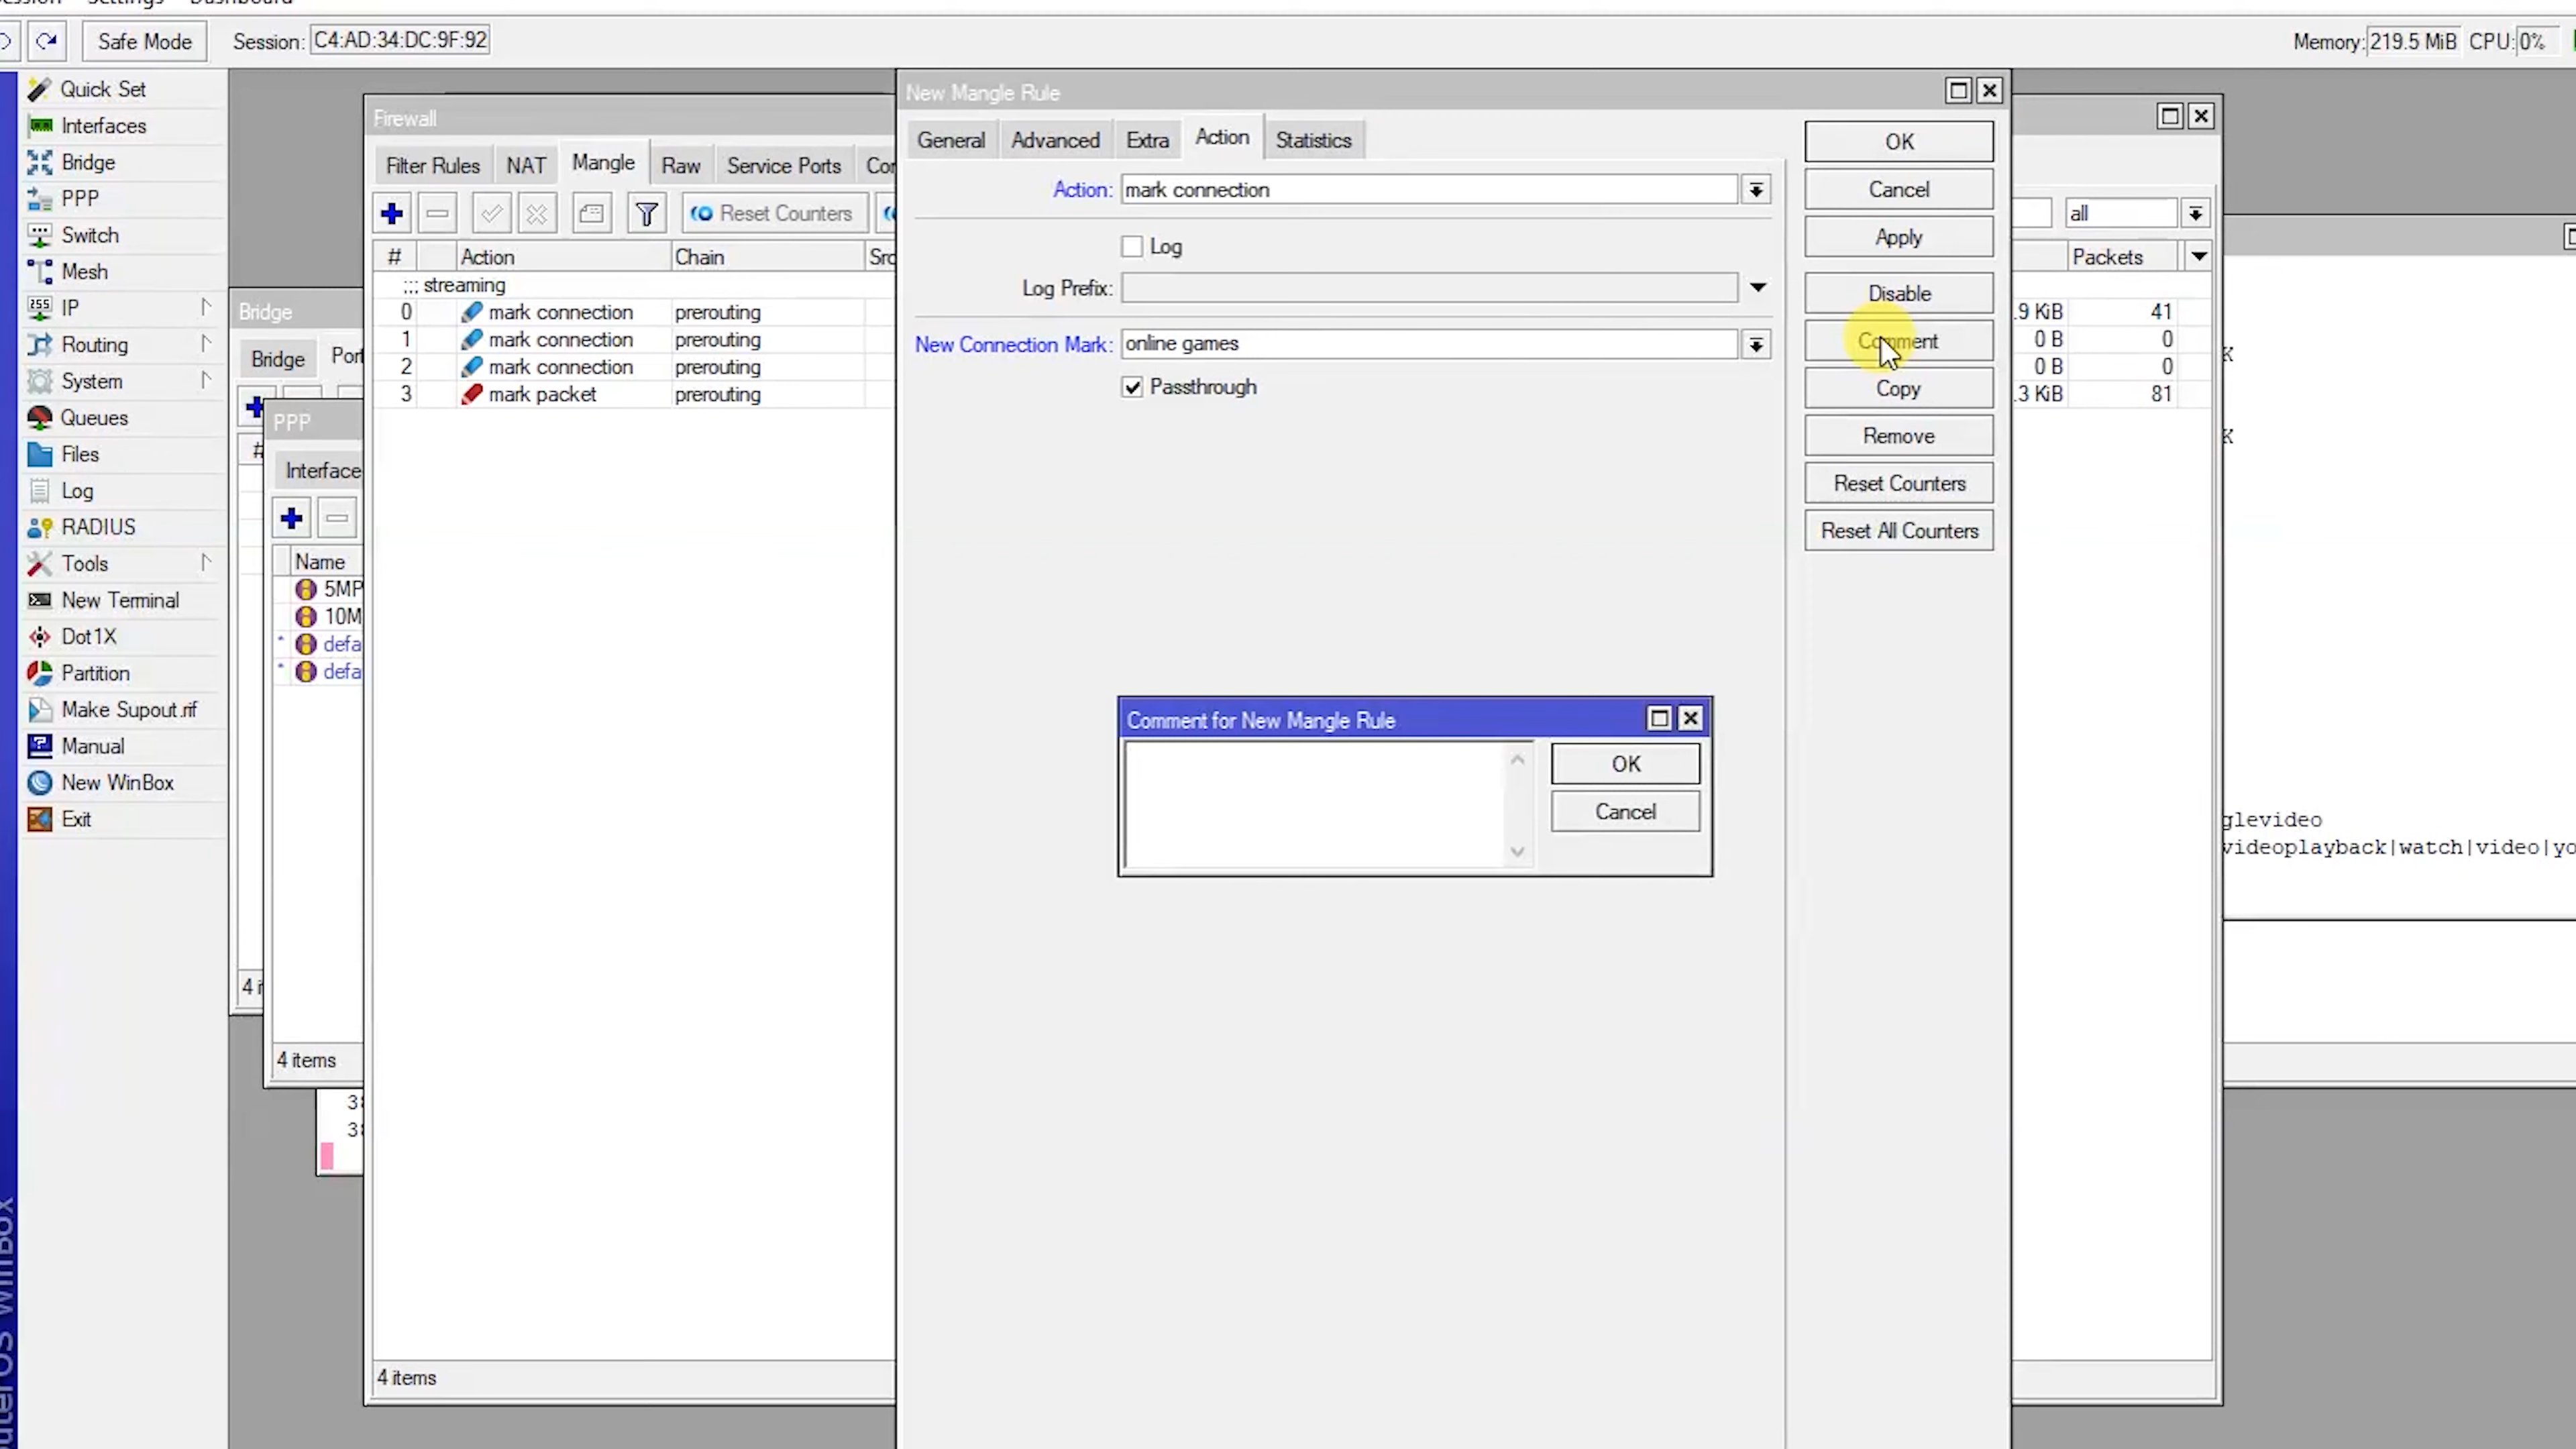 Settings
Safe Mode
Session: C4:AD:34:DC:9F:92
Memory: 219.5 MiB CPU: 0%
Quick Set
Interfaces
Bridge
PPP
Switch
Mesh
IP
Routing
System
Queues
Files
Log
RADIUS
Tools
New Terminal
Dot1X
Partition
Make Supout.rif
Manual
New WinBox
Exit
Bridge
Bridge
4
PPP
Interface
Name
5MP
10M
* defa
* defa
4 items
Firewall
Filter Rules NAT Mangle Raw Service Ports
Reset Counters
# Action Chain
::: streaming
0 mark connection prerouting
1 mark connection prerouting
2 mark connection prerouting
3 mark packet prerouting
4 items
New Mangle Rule
General Advanced Extra Action Statistics
Action: mark connection
Log
Log Prefix:
New Connection Mark: online games
Passthrough
OK
Cancel
Apply
Disable
Comment
Copy
Remove
Reset Counters
Reset All Counters
Comment for New Mangle Rule
OK
Cancel
all
Packets
.9 KiB 41
0 B 0
0 B 0
.3 KiB 81
glevideo
videoplayback|watch|video|yo
WinBox